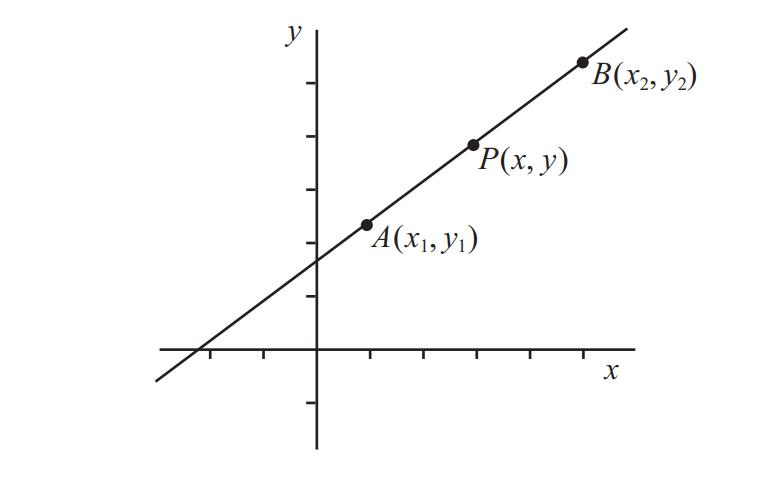 y
B(x₂, y₂)
P(x, y)
A(x₁, y₁)
x